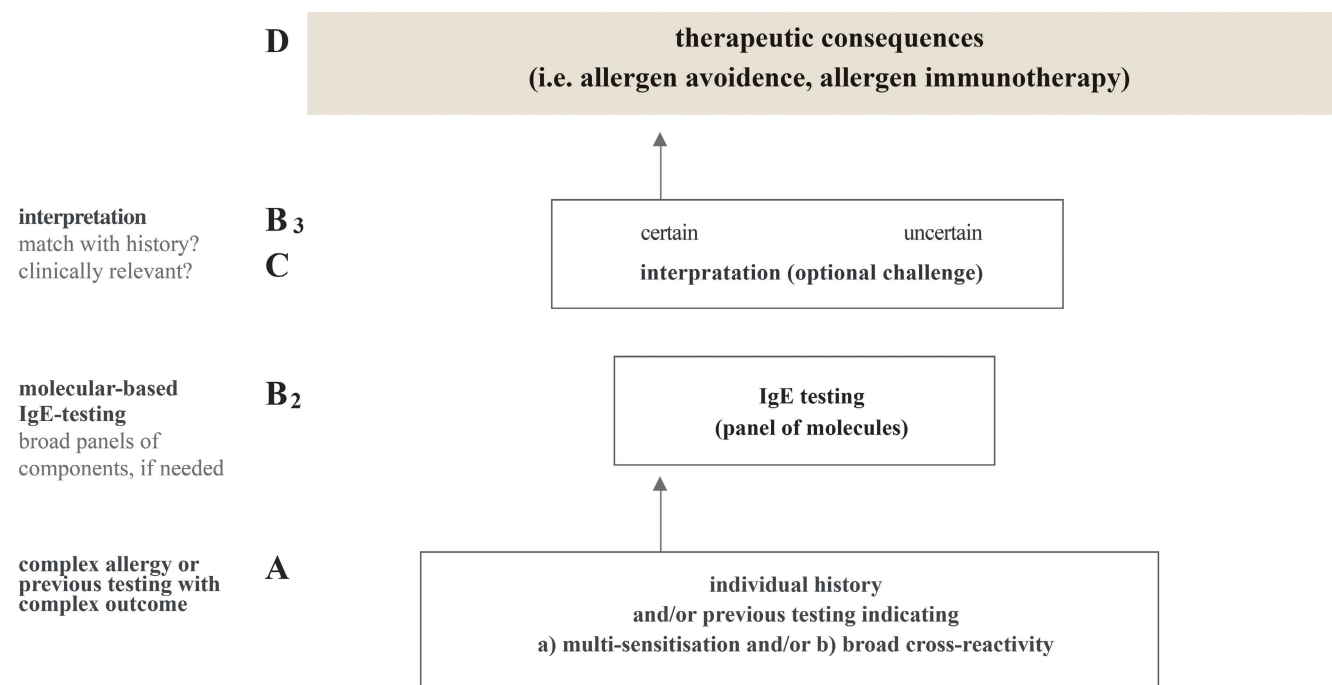 D
therapeutic consequences
(i.e. allergen avoidence, allergen immunotherapy)
interpretation
match with history?
clinically relevant?
B 3
C
certain uncertain
interpratation (optional challenge)
molecular-based
IgE-testing
broad panels of
components, if needed
B 2
IgE testing
(panel of molecules)
complex allergy or
previous testing with
complex outcome
A
individual history
and/or previous testing indicating
a) multi-sensitisation and/or b) broad cross-reactivity